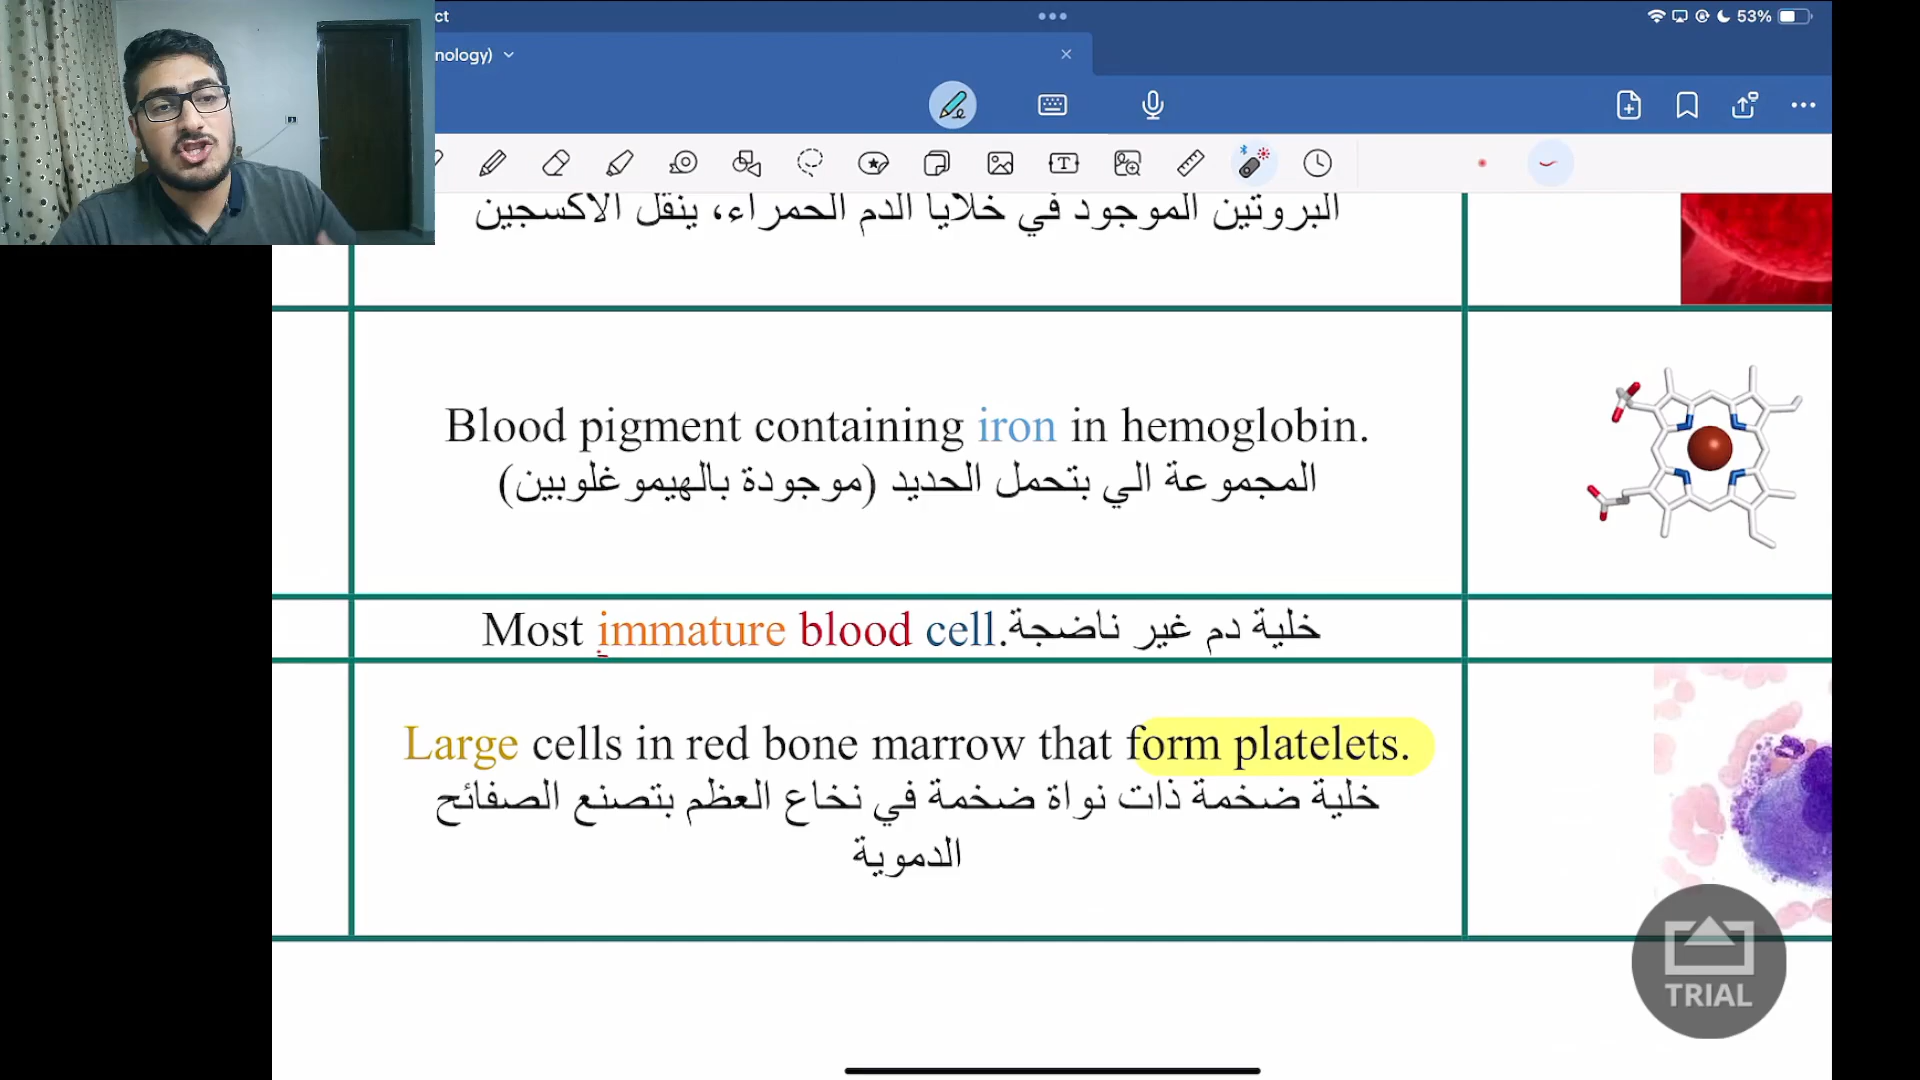 ct
53%
nology)
البروتين الموجود في خلايا الدم الحمراء، ينقل الاكسجين
Blood pigment containing iron in hemoglobin.
المجموعة الي بتحمل الحديد (موجودة بالهيموغلوبين)
Most immature blood cell.خلية دم غير ناضجة
Large cells in red bone marrow that form platelets.
خلية ضخمة ذات نواة ضخمة في نخاع العظم بتصنع الصفائح
الدموية
TRIAL